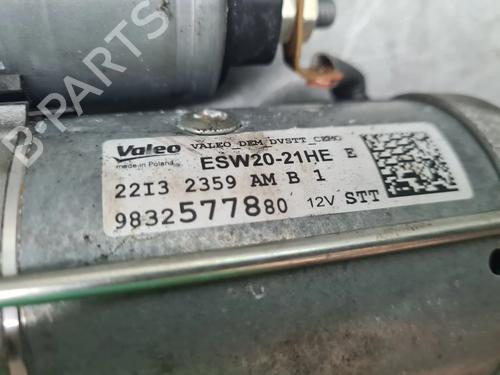 B-PARTS
Valeo VALEO_DEM_DVSTT_CEMO
made in Poland ESW20-21HE E
22I3 2359 AM B 1
9832577880 12V STT